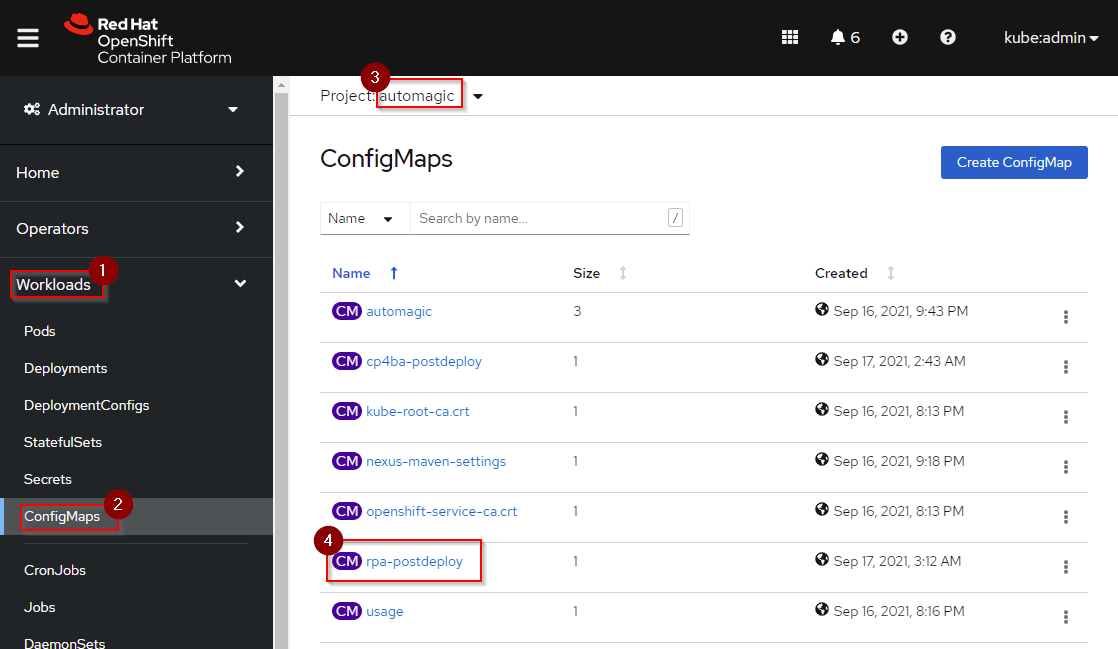 Red Hat
OpenShift
Container Platform
6
kube:admin
Administrator
Home
Operators
1
Workloads
Pods
Deployments
DeploymentConfigs
StatefulSets
Secrets
2
ConfigMaps
CronJobs
Jobs
DaemonSets
3
Project: automagic
ConfigMaps
Create ConfigMap
Name Search by name... /
Name Size Created
CM automagic 3 Sep 16, 2021, 9:43 PM
CM cp4ba-postdeploy 1 Sep 17, 2021, 2:43 AM
CM kube-root-ca.crt 1 Sep 16, 2021, 8:13 PM
CM nexus-maven-settings 1 Sep 16, 2021, 9:18 PM
CM openshift-service-ca.crt 1 Sep 16, 2021, 8:13 PM
4
CM rpa-postdeploy 1 Sep 17, 2021, 3:12 AM
CM usage 1 Sep 16, 2021, 8:16 PM